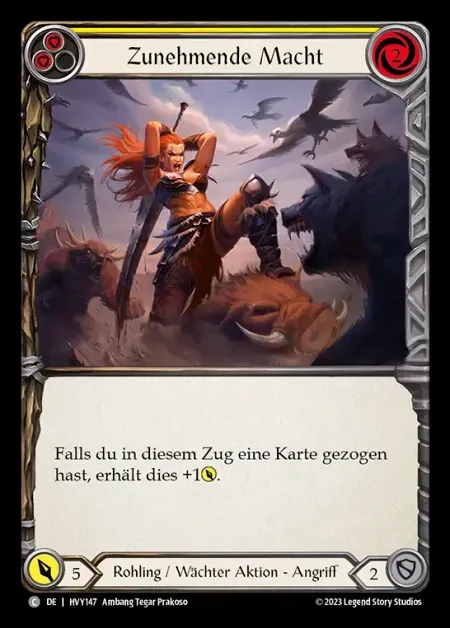 Zunehmende Macht
2
Falls du in diesem Zug eine Karte gezogen
hast, erhält dies +1.
5
Rohling / Wächter Aktion - Angriff
2
C DE | HVY147 Ambang Tegar Prakoso
© 2023 Legend Story Studios